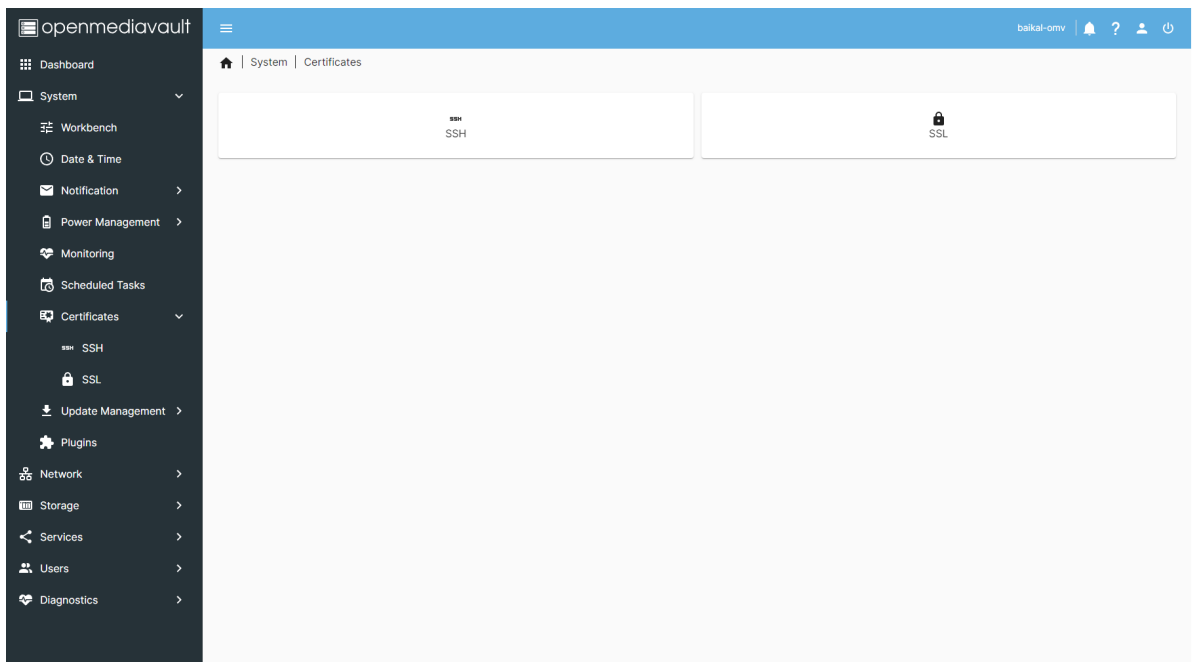 openmediavault
baikal-omv
Dashboard
System
Workbench
Date & Time
Notification
Power Management
Monitoring
Scheduled Tasks
Certificates
SSH SSH
SSL
Update Management
Plugins
Network
Storage
Services
Users
Diagnostics
System | Certificates
SSH
SSH
SSL